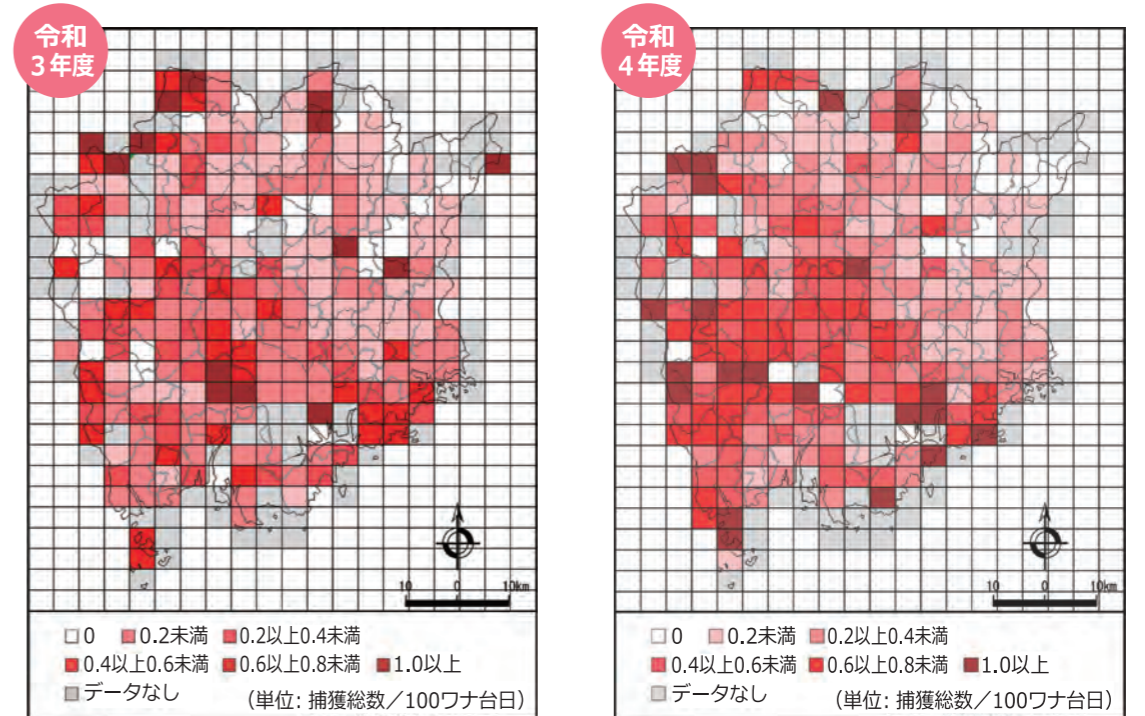 令和
3年度
10 0 10km
0 0.2未満 0.2以上0.4未満
0.4以上0.6未満 0.6以上0.8未満 1.0以上
データなし (単位: 捕獲総数／100ワナ台日)
令和
4年度
10 0 10km
0 0.2未満 0.2以上0.4未満
0.4以上0.6未満 0.6以上0.8未満 1.0以上
データなし (単位: 捕獲総数／100ワナ台日)